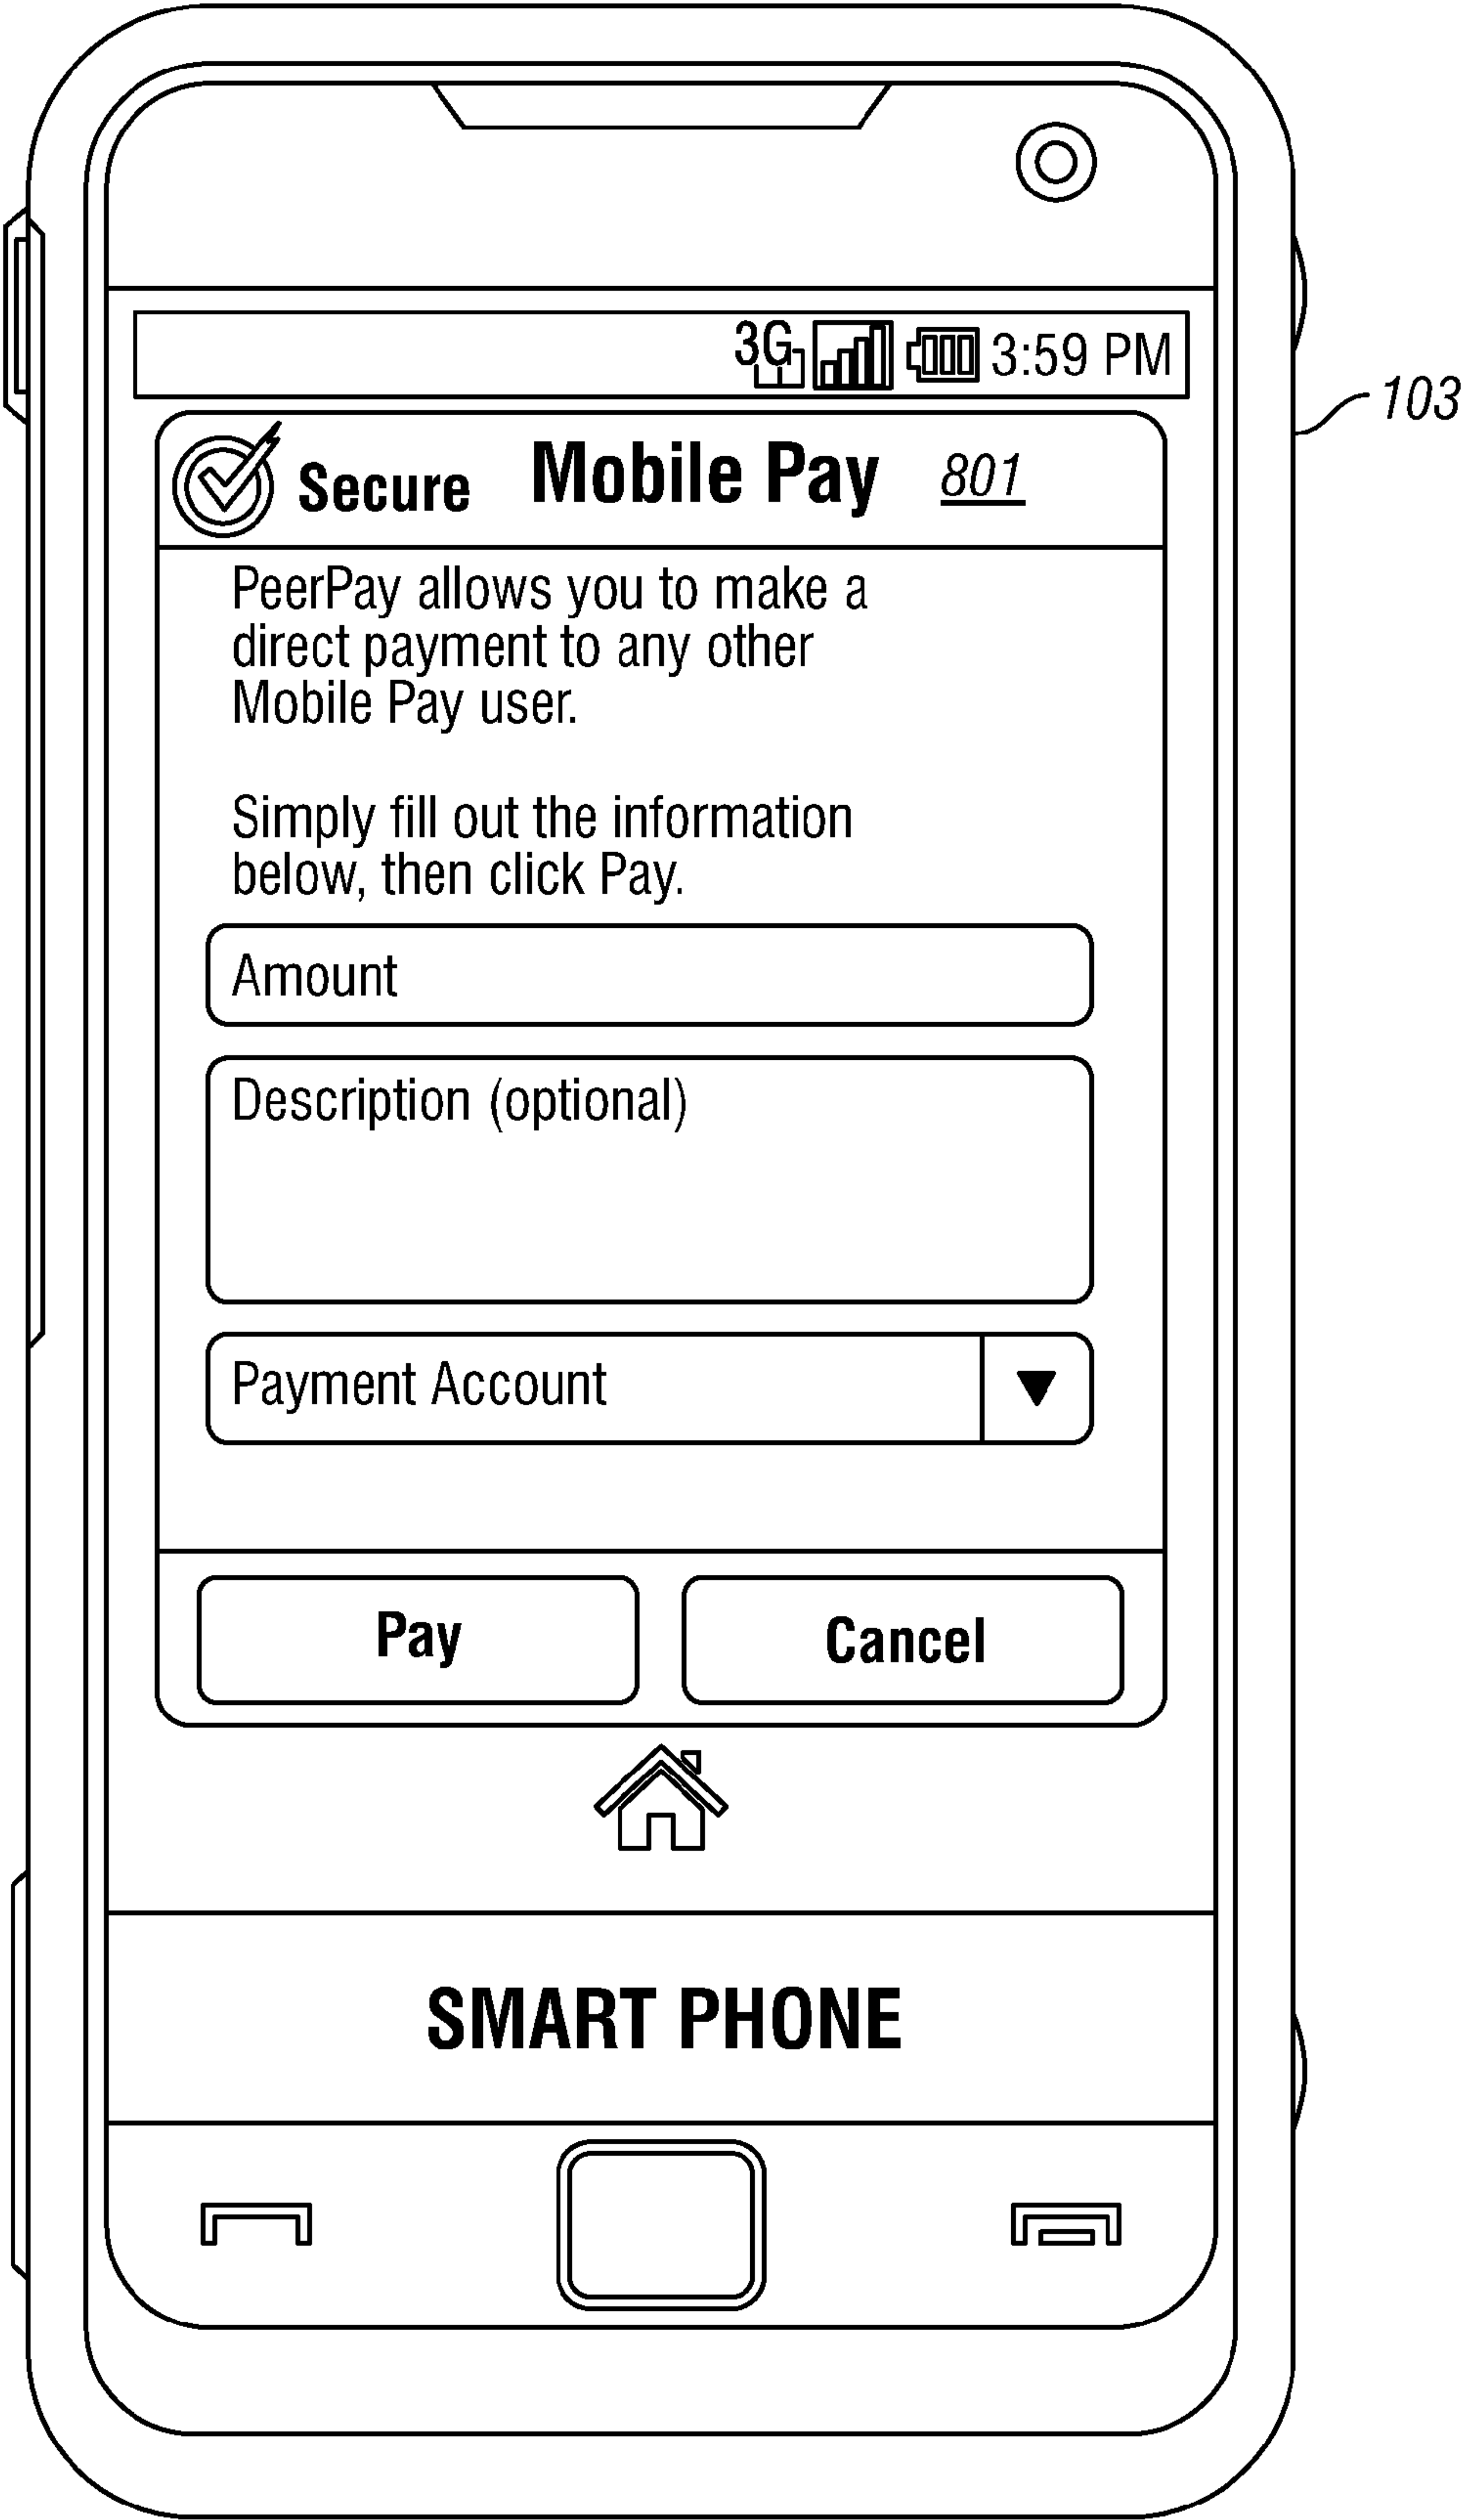 3G 3:59 PM
103
Secure Mobile Pay 801
PeerPay allows you to make a
direct payment to any other
Mobile Pay user.
Simply fill out the information
below, then click Pay.
Amount
Description (optional)
Payment Account
Pay Cancel
SMART PHONE